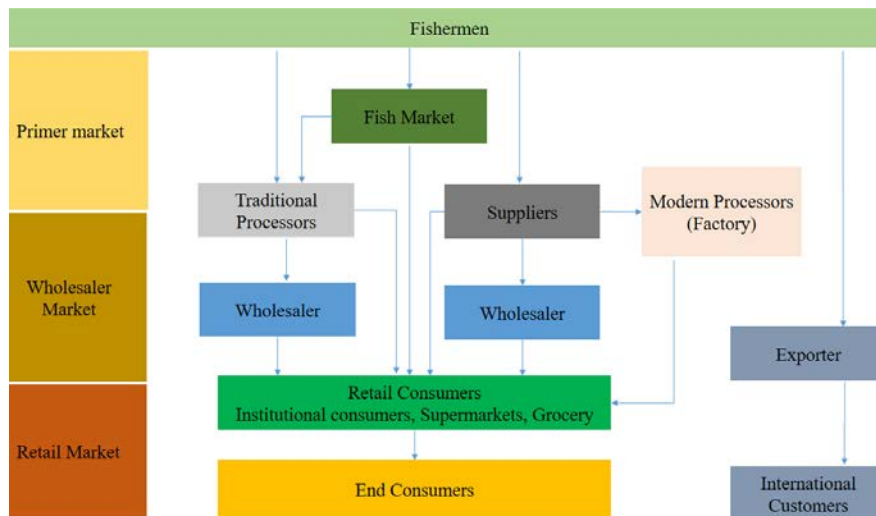 Fishermen
Primer market
Fish Market
Traditional
Processors
Suppliers
Modern Processors
(Factory)
Wholesaler
Market
Wholesaler
Wholesaler
Exporter
Retail Consumers
Institutional consumers, Supermarkets, Grocery
Retail Market
End Consumers
International
Customers